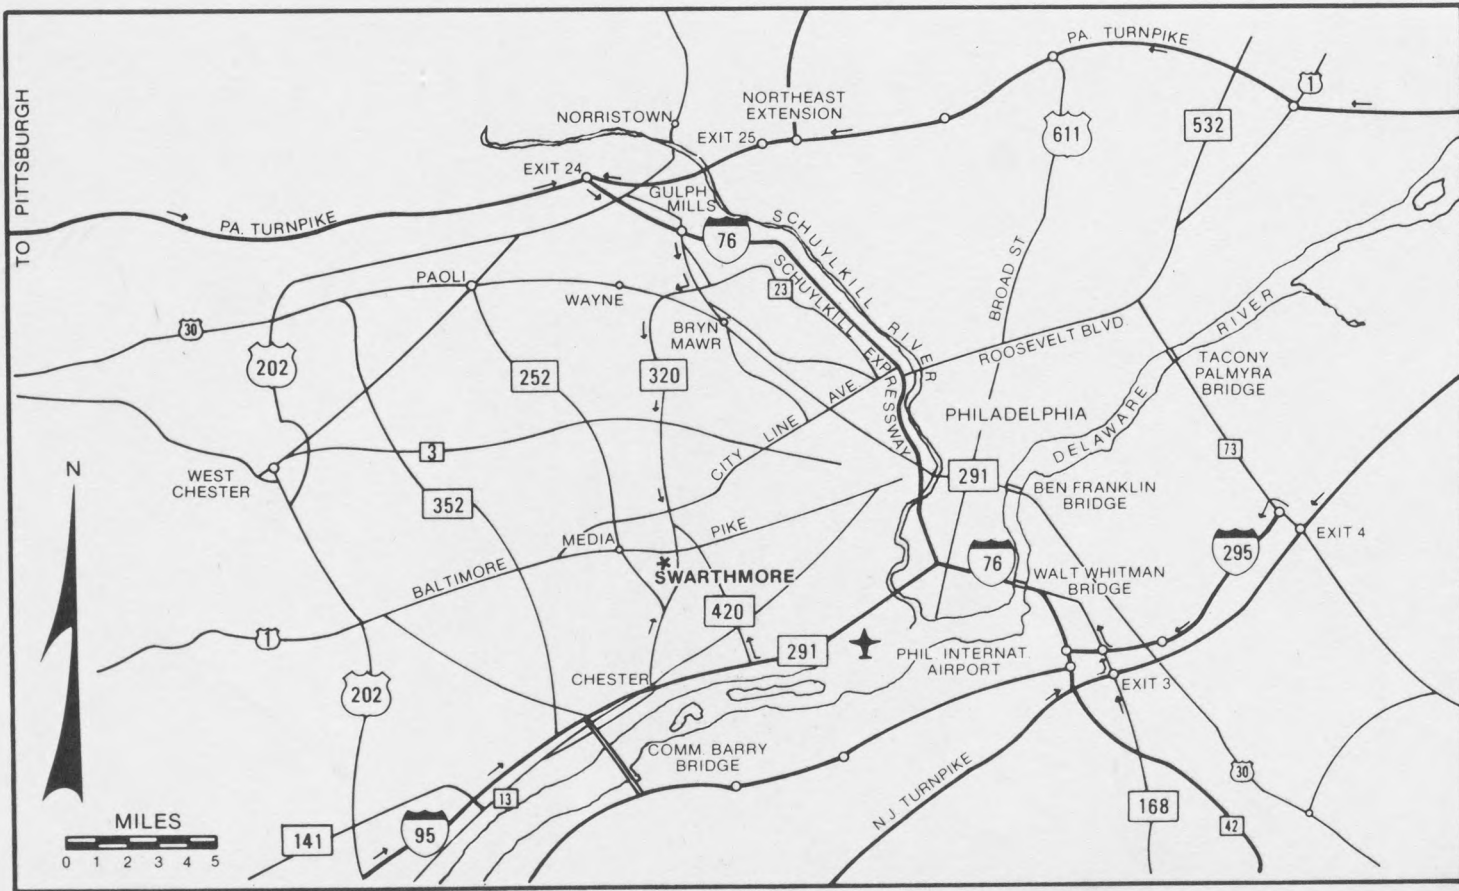 PA. TURNPIKE
1
TO PITTSBURGH
NORTHEAST
EXTENSION
NORRISTOWN
EXIT 25
611
532
EXIT 24
GULPH
MILLS
PA. TURNPIKE
76
SCHUYLKILL RIVER
SCHUYLKILL EXPRESSWAY
BROAD ST
PAOLI
WAYNE
23
30
BRYN
MAWR
ROOSEVELT BLVD.
DELAWARE RIVER
TACONY
PALMYRA
BRIDGE
202
252
320
CITY LINE AVE.
PHILADELPHIA
N
3
73
WEST
CHESTER
291
BEN FRANKLIN
BRIDGE
352
MEDIA
BALTIMORE PIKE
EXIT 4
295
SWARTHMORE
76
WALT WHITMAN
BRIDGE
420
1
291
PHIL. INTERNAT.
AIRPORT
CHESTER
EXIT 3
202
COMM. BARRY
BRIDGE
NJ TURNPIKE
30
13
168
MILES
0 1 2 3 4 5
141
95
42